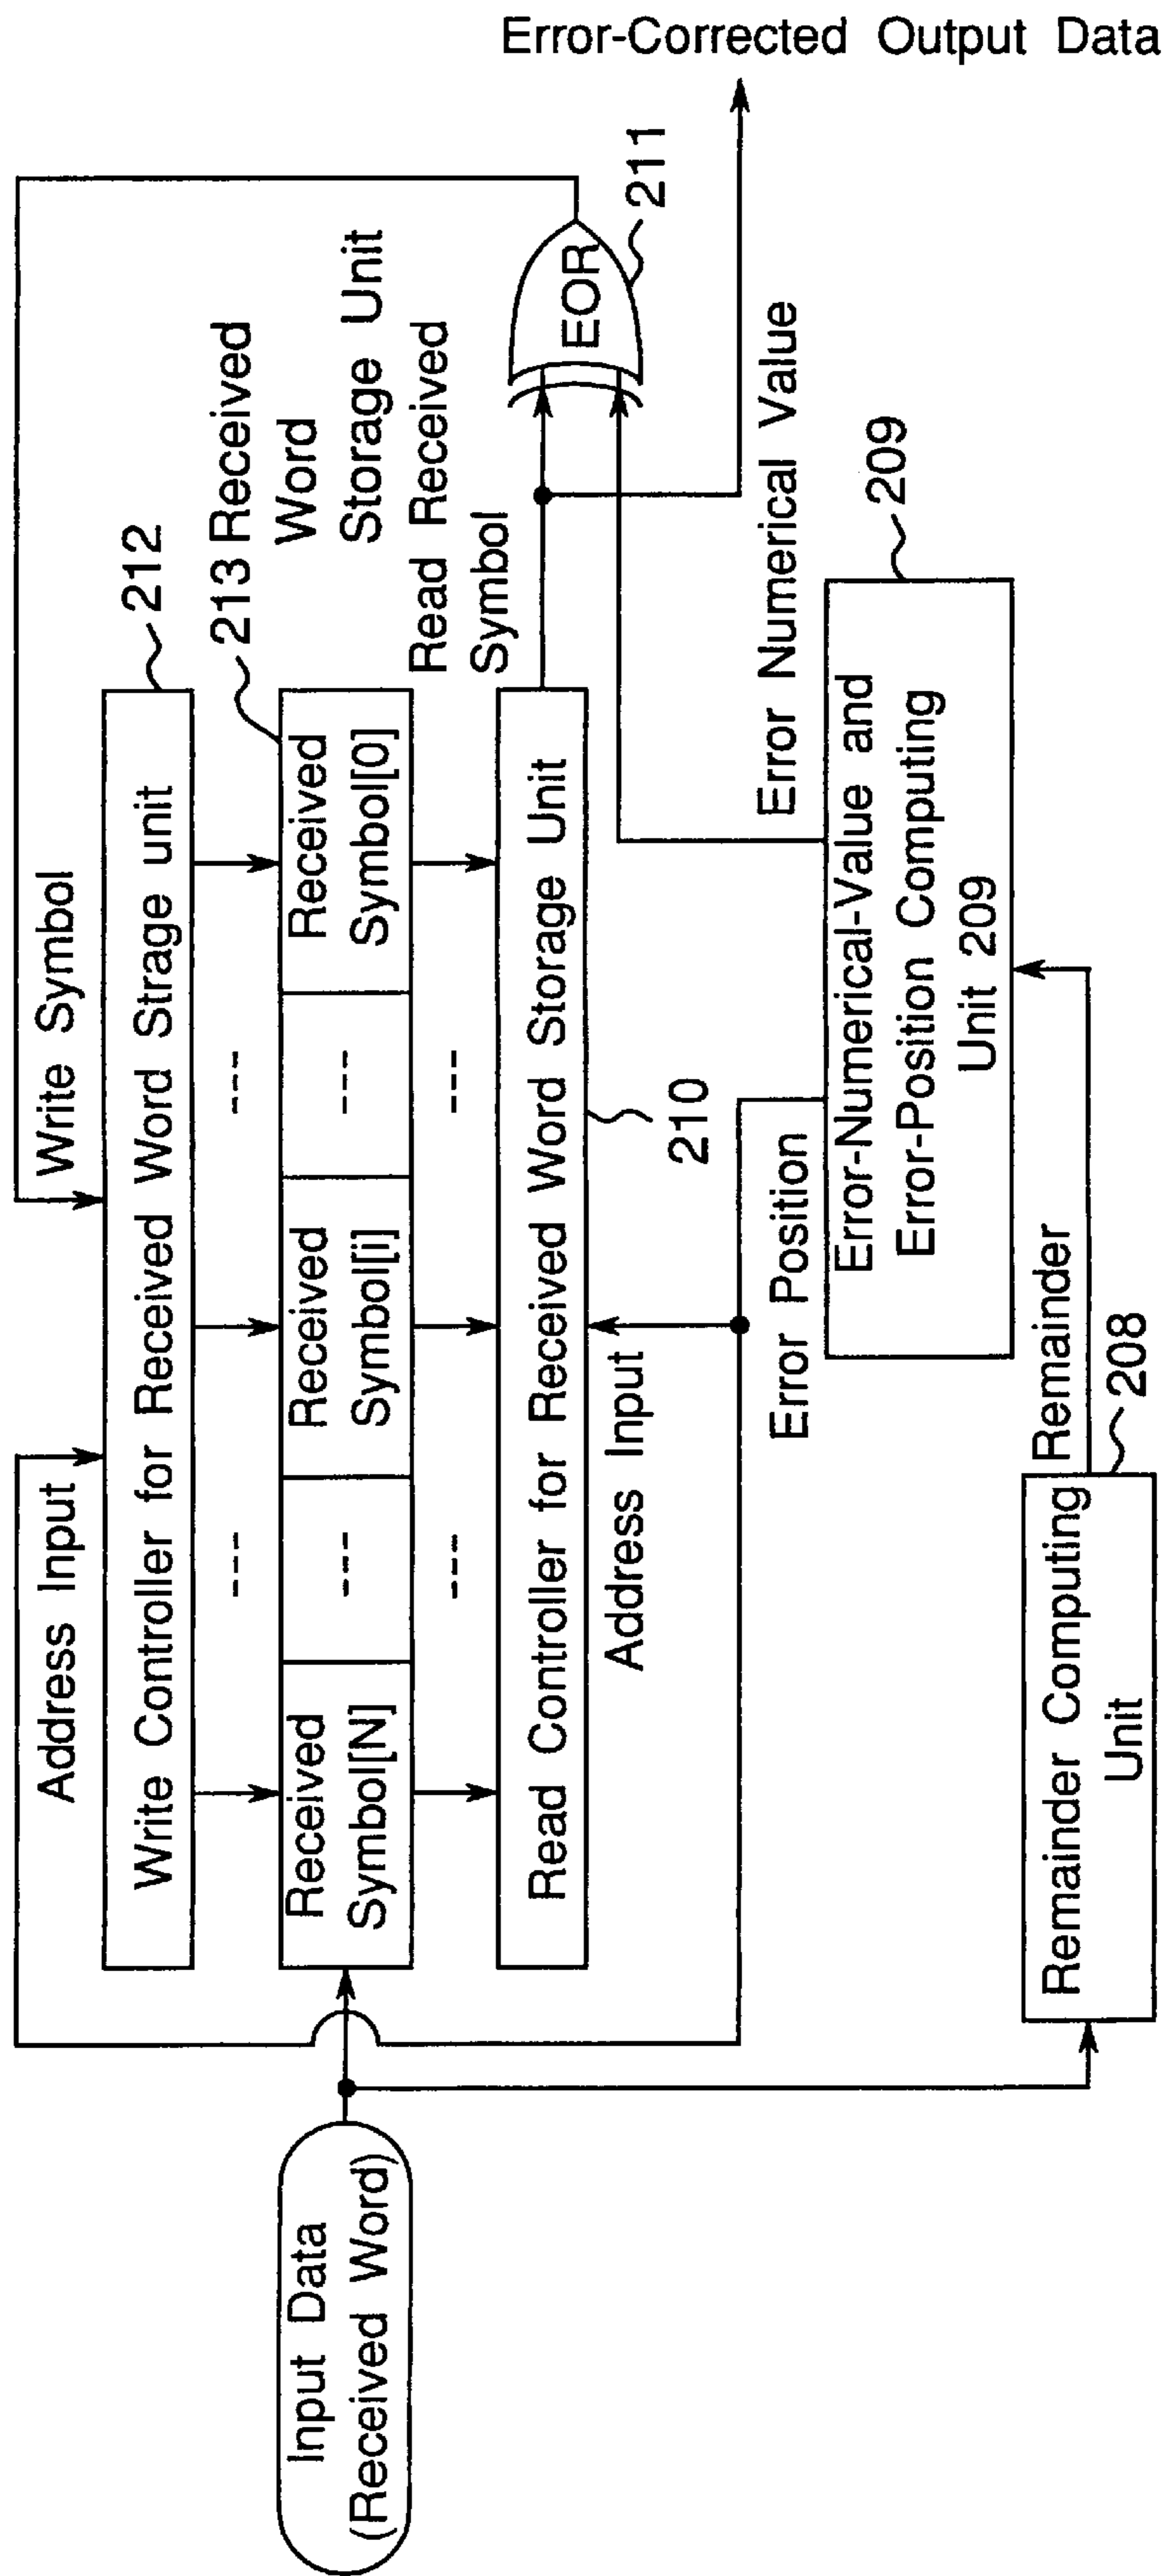 Error-Corrected Output Data
Address Input
Write Symbol
Write Controller for Received Word Strage unit
212
213 Received
Word
Storage Unit
Input Data
(Received Word)
Received
Symbol[N]
---
---
---
Received
Symbol[i]
---
---
---
Received
Symbol[0]
Read Received
Symbol
Read Controller for Received Word Storage Unit
210
EOR
211
Address Input
Error Position
Error Numerical Value
Error-Numerical-Value and
Error-Position Computing
Unit 209
209
Remainder
Remainder Computing
Unit
208